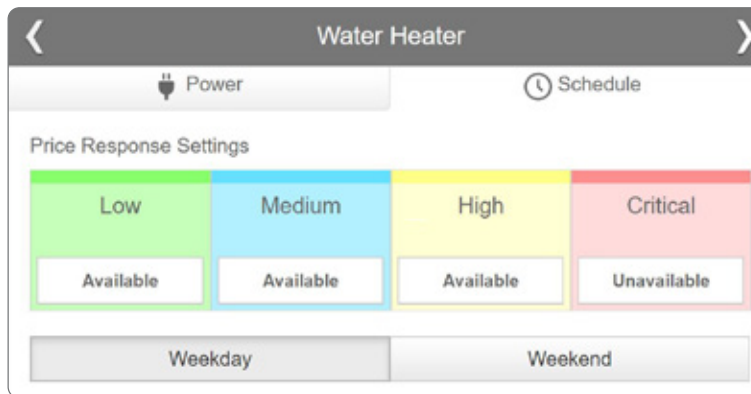 Water Heater
Power Schedule
Price Response Settings
Low Medium High Critical
Available Available Available Unavailable
Weekday Weekend